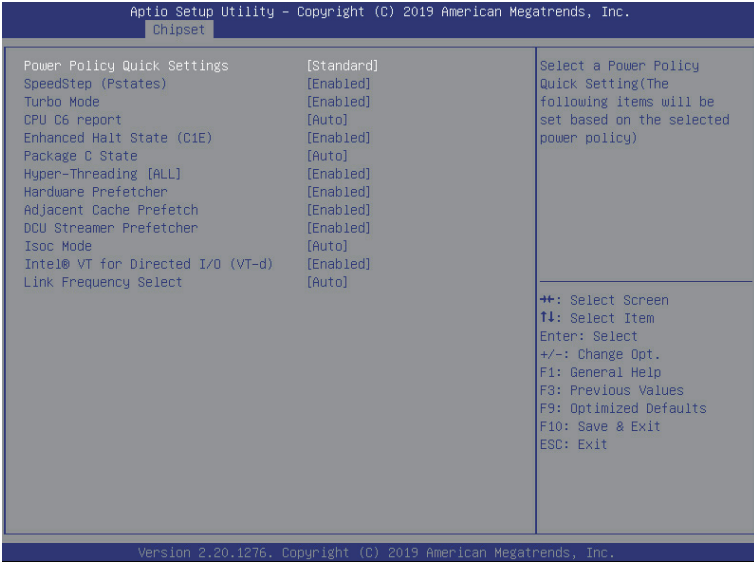 Aptio Setup Utility – Copyright (C) 2019 American Megatrends, Inc.
Chipset
Power Policy Quick Settings [Standard]
SpeedStep (Pstates) [Enabled]
Turbo Mode [Enabled]
CPU C6 report [Auto]
Enhanced Halt State (C1E) [Enabled]
Package C State [Auto]
Hyper-Threading [ALL] [Enabled]
Hardware Prefetcher [Enabled]
Adjacent Cache Prefetch [Enabled]
DCU Streamer Prefetcher [Enabled]
Isoc Mode [Auto]
Intel® VT for Directed I/O (VT-d) [Enabled]
Link Frequency Select [Auto]
Select a Power Policy
Quick Setting(The
following items will be
set based on the selected
power policy)
→←: Select Screen
↑↓: Select Item
Enter: Select
+/-: Change Opt.
F1: General Help
F3: Previous Values
F9: Optimized Defaults
F10: Save & Exit
ESC: Exit
Version 2.20.1276. Copyright (C) 2019 American Megatrends, Inc.